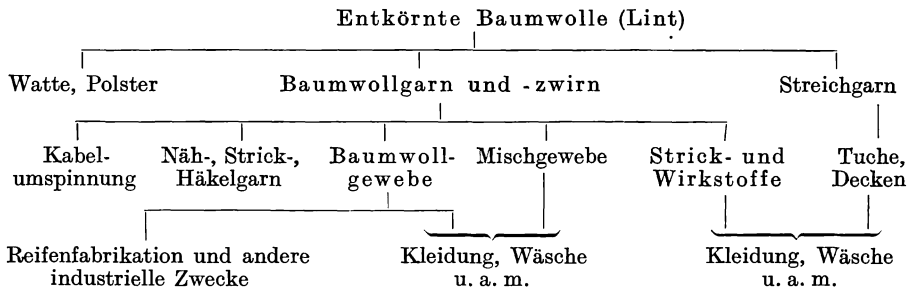 Entkörnte Baumwolle (Lint)
Watte, Polster
Baumwollgarn und -zwirn
Streichgarn
Kabel-
umspinnung
Näh-, Strick-,
Häkelgarn
Baumwoll-
gewebe
Mischgewebe
Strick- und
Wirkstoffe
Tuche,
Decken
Reifenfabrikation und andere
industrielle Zwecke
Kleidung, Wäsche
u. a. m.
Kleidung, Wäsche
u. a. m.